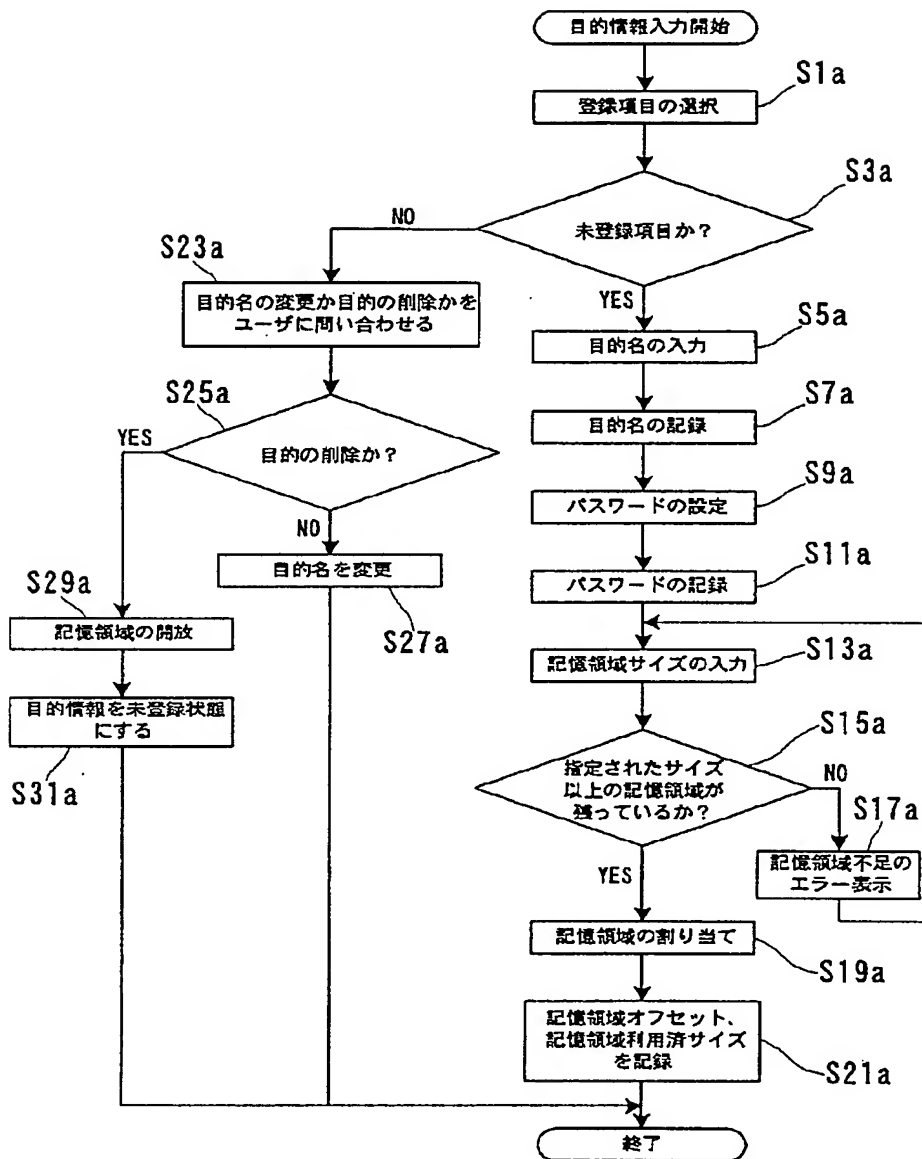 目的情報入力開始
S1a
登録項目の選択
S3a
未登録項目か?
NO
YES
S23a
目的名の変更か目的の削除かを
ユーザに問い合わせる
S5a
目的名の入力
S7a
目的名の記録
S25a
目的の削除か?
YES
NO
S9a
パスワードの設定
S11a
パスワードの記録
目的名を変更
S27a
S29a
記憶領域の開放
S13a
記憶領域サイズの入力
目的情報を未登録状態
にする
S31a
S15a
指定されたサイズ
以上の記憶領域が
残っているか?
NO
YES
S17a
記憶領域不足の
エラー表示
記憶領域の割り当て
S19a
記憶領域オフセット、
記憶領域利用済サイズ
を記録
S21a
終了